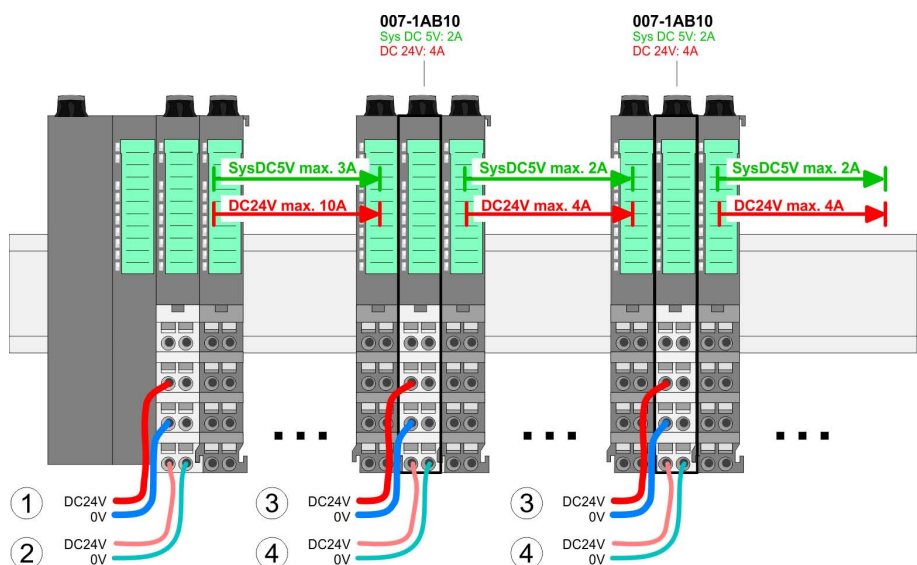 007-1AB10
Sys DC 5V: 2A
DC 24V: 4A
007-1AB10
Sys DC 5V: 2A
DC 24V: 4A
SysDC5V max. 3A
SysDC5V max. 2A
SysDC5V max. 2A
DC24V max. 10A
DC24V max. 4A
DC24V max. 4A
1 DC24V
0V
3 DC24V
0V
3 DC24V
0V
2 DC24V
0V
4 DC24V
0V
4 DC24V
0V